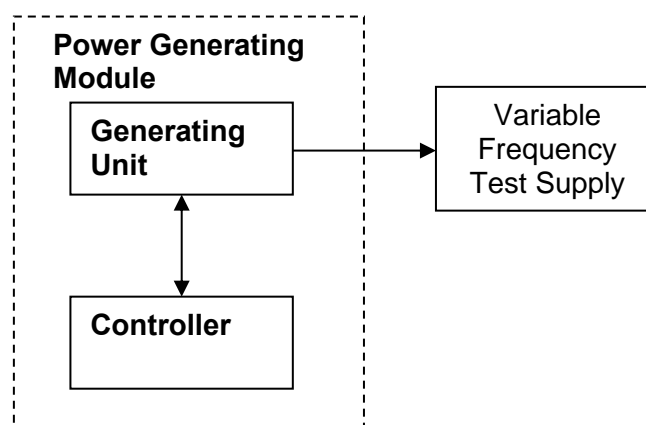 Power Generating
Module
Generating
Unit
Variable
Frequency
Test Supply
Controller